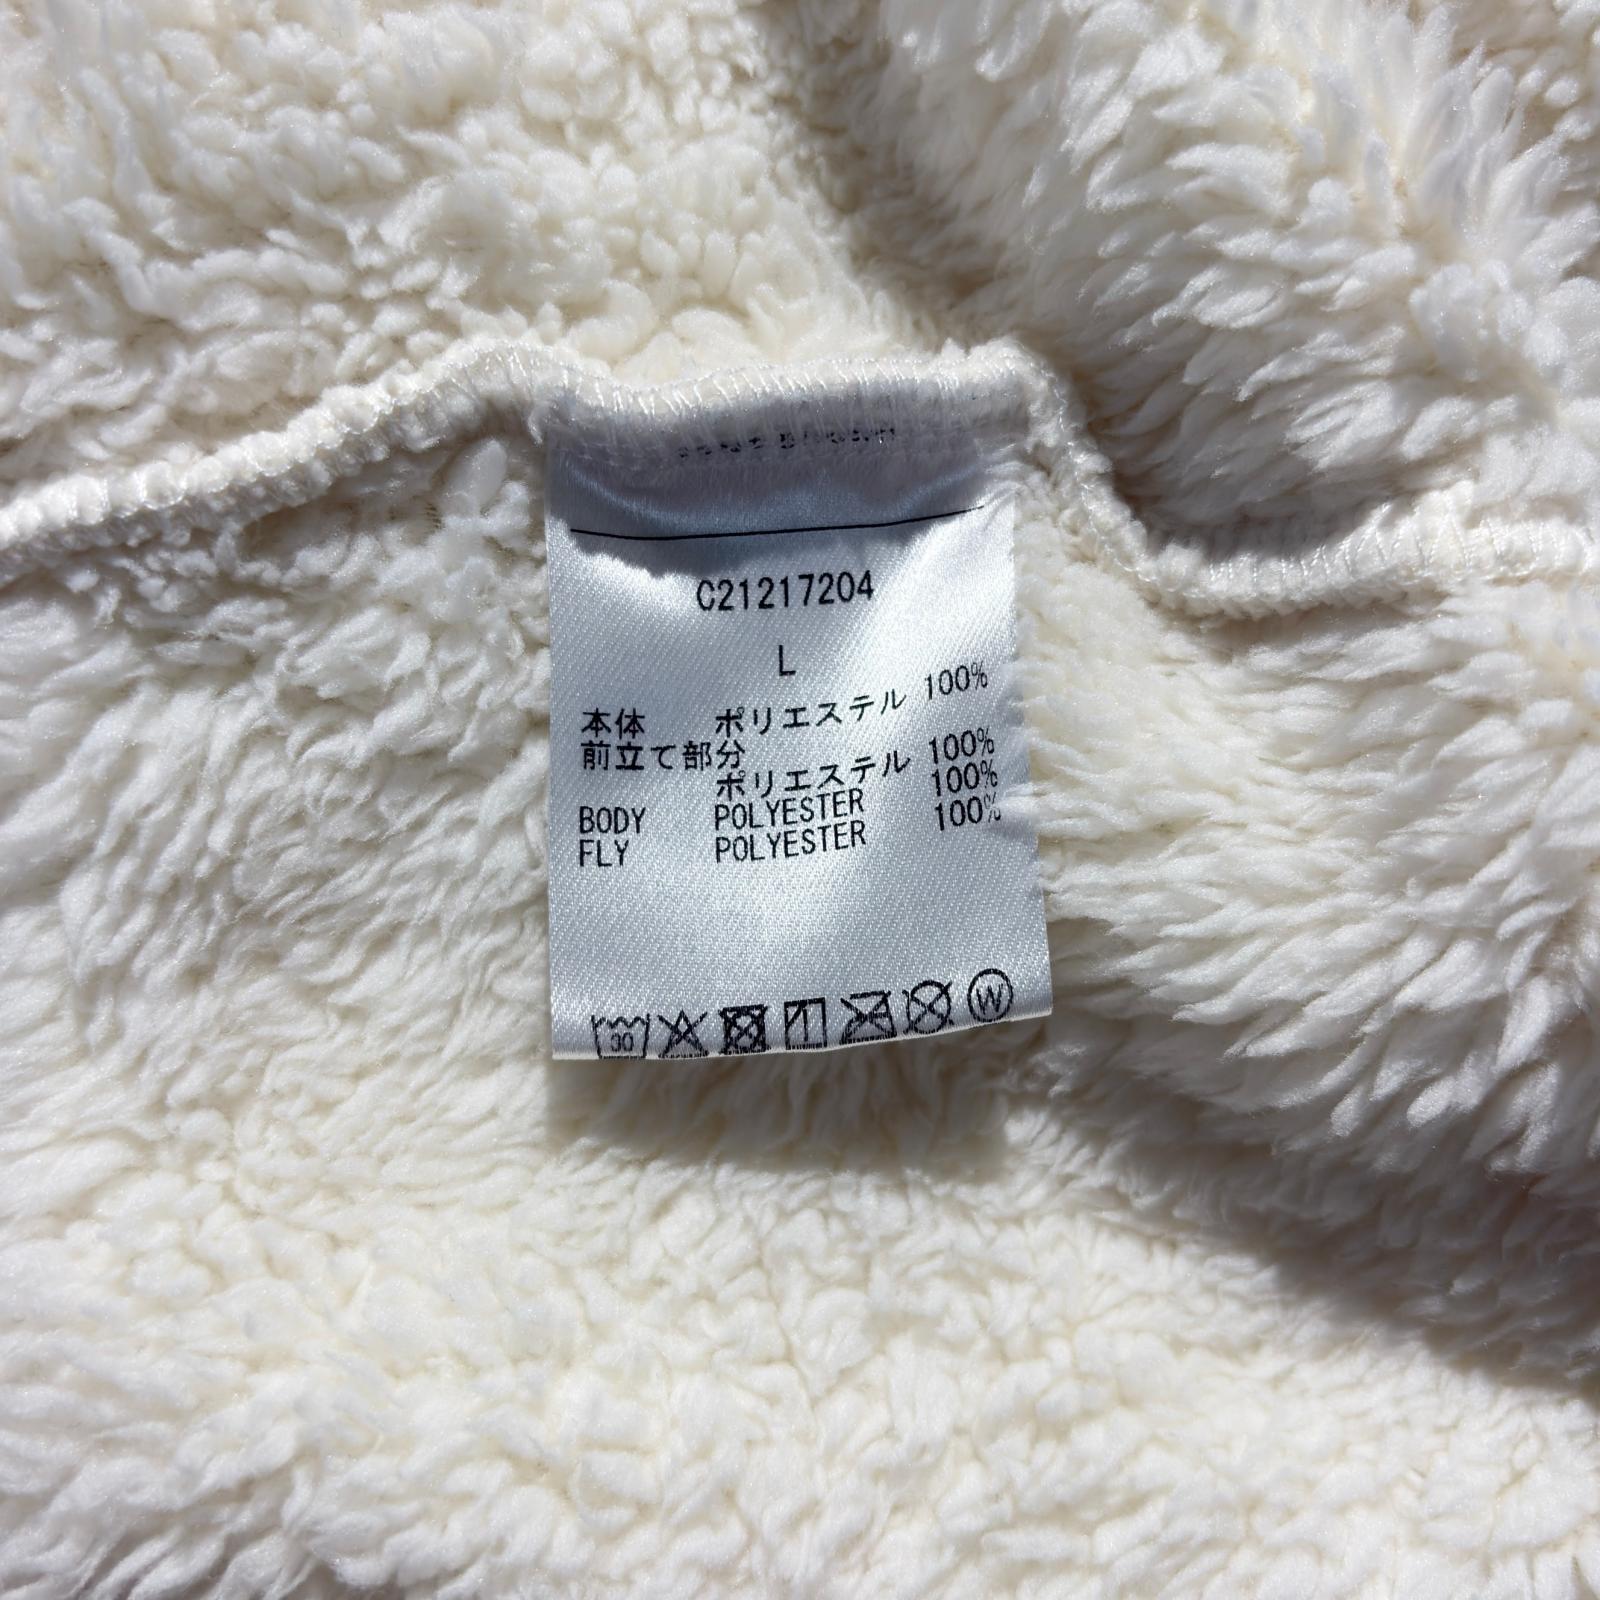 C21217204
L
本体 ポリエステル 100%
前立て部分
ポリエステル 100%
BODY POLYESTER 100%
FLY POLYESTER 100%
30
W